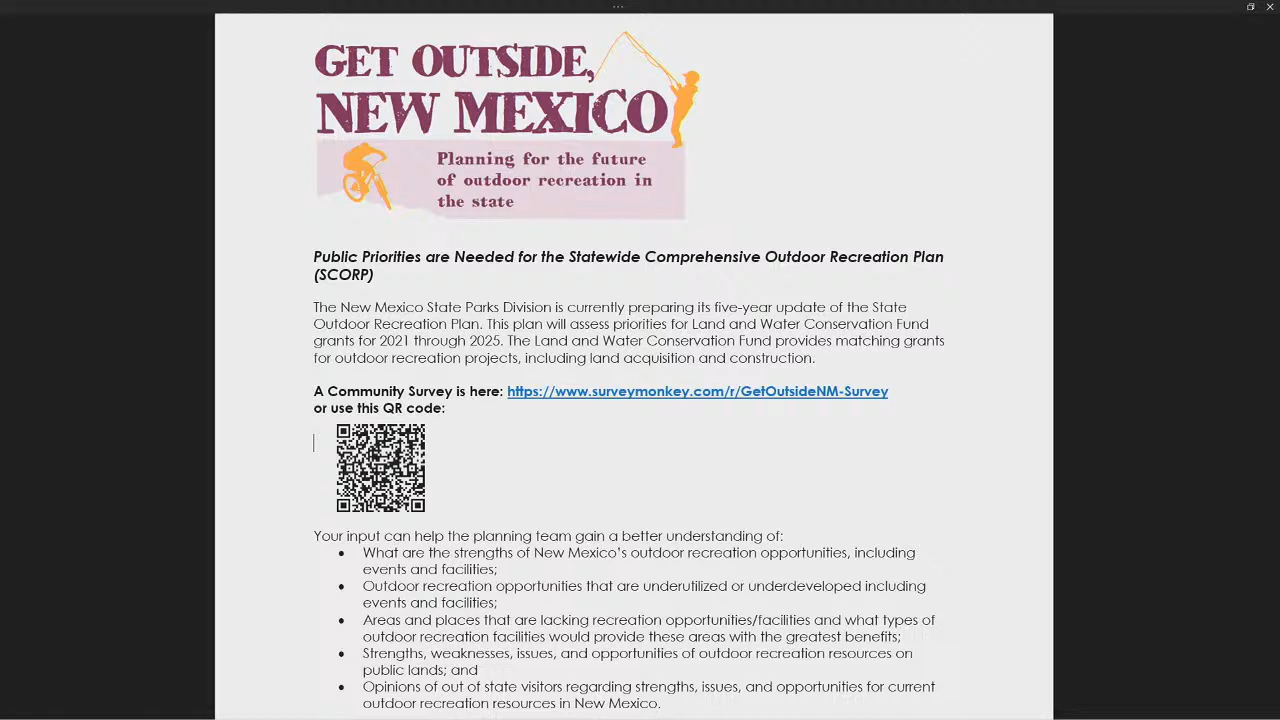 GET OUTSIDE,
NEW MEXICO
Planning for the future
of outdoor recreation in
the state
Public Priorities are Needed for the Statewide Comprehensive Outdoor Recreation Plan
(SCORP)
The New Mexico State Parks Division is currently preparing its five-year update of the State
Outdoor Recreation Plan. This plan will assess priorities for Land and Water Conservation Fund
grants for 2021 through 2025. The Land and Water Conservation Fund provides matching grants
for outdoor recreation projects, including land acquisition and construction.
A Community Survey is here: https://www.surveymonkey.com/r/GetOutsideNM-Survey
or use this QR code:
Your input can help the planning team gain a better understanding of:
• What are the strengths of New Mexico's outdoor recreation opportunities, including
events and facilities;
• Outdoor recreation opportunities that are underutilized or underdeveloped including
events and facilities;
• Areas and places that are lacking recreation opportunities/facilities and what types of
outdoor recreation facilities would provide these areas with the greatest benefits;
• Strengths, weaknesses, issues, and opportunities of outdoor recreation resources on
public lands; and
• Opinions of out of state visitors regarding strengths, issues, and opportunities for current
outdoor recreation resources in New Mexico.